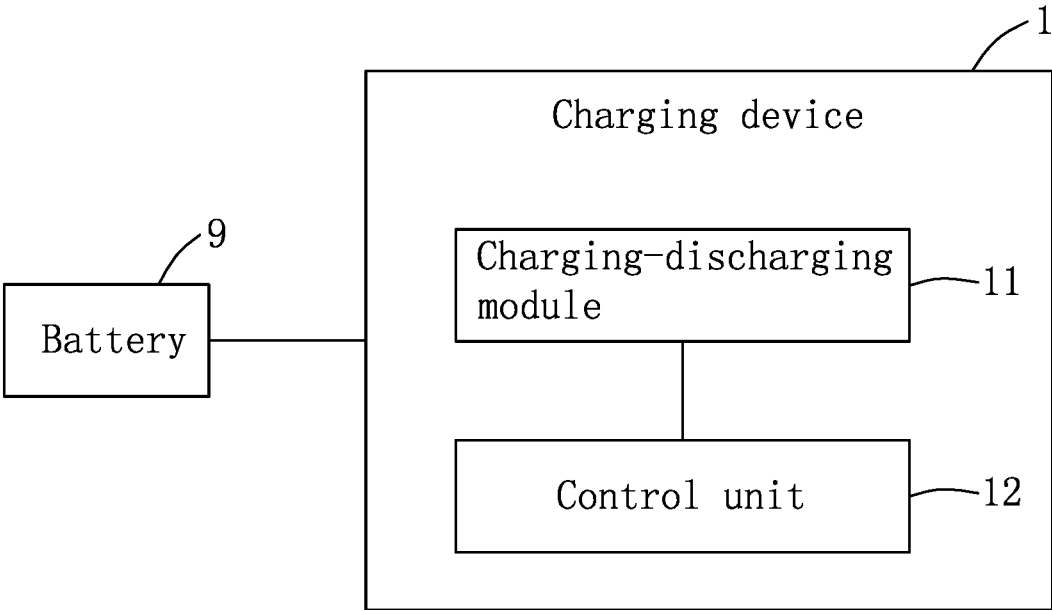 1
Charging device
9
Charging-discharging
module
11
Battery
Control unit
12